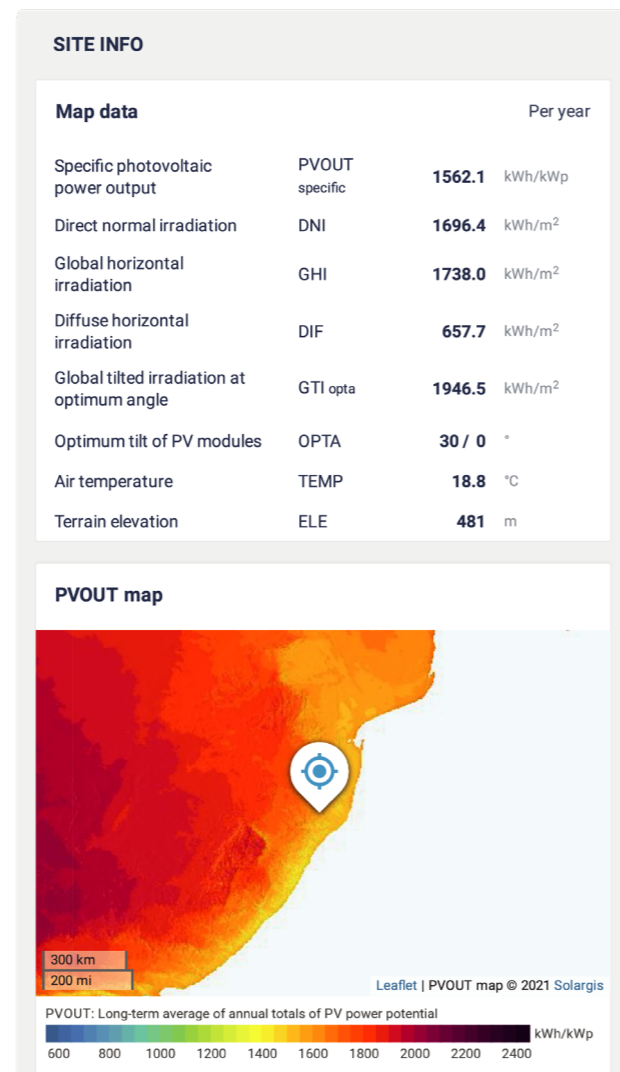 SITE INFO
Map data Per year
Specific photovoltaic
power output PVOUT
specific 1562.1 kWh/kWp
Direct normal irradiation DNI 1696.4 kWh/m²
Global horizontal
irradiation GHI 1738.0 kWh/m²
Diffuse horizontal
irradiation DIF 657.7 kWh/m²
Global tilted irradiation at
optimum angle GTI opta 1946.5 kWh/m²
Optimum tilt of PV modules OPTA 30 / 0 °
Air temperature TEMP 18.8 °C
Terrain elevation ELE 481 m
PVOUT map
300 km
200 mi
Leaflet | PVOUT map © 2021 Solargis
PVOUT: Long-term average of annual totals of PV power potential
kWh/kWp
600 800 1000 1200 1400 1600 1800 2000 2200 2400